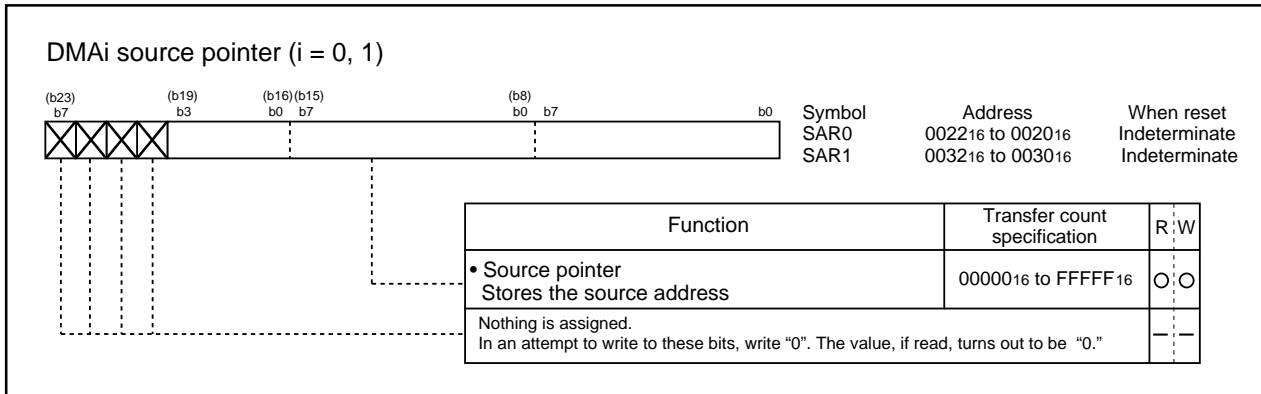 DMAi source pointer (i = 0, 1)
(b23) (b19) (b16)(b15) (b8)
b7 b3 b0 b7 b0 b7 b0
Symbol Address When reset
SAR0 002216 to 002016 Indeterminate
SAR1 003216 to 003016 Indeterminate
Function Transfer count specification R W
• Source pointer
Stores the source address 0000016 to FFFFF16 O O
Nothing is assigned.
In an attempt to write to these bits, write “0”. The value, if read, turns out to be “0.” – –